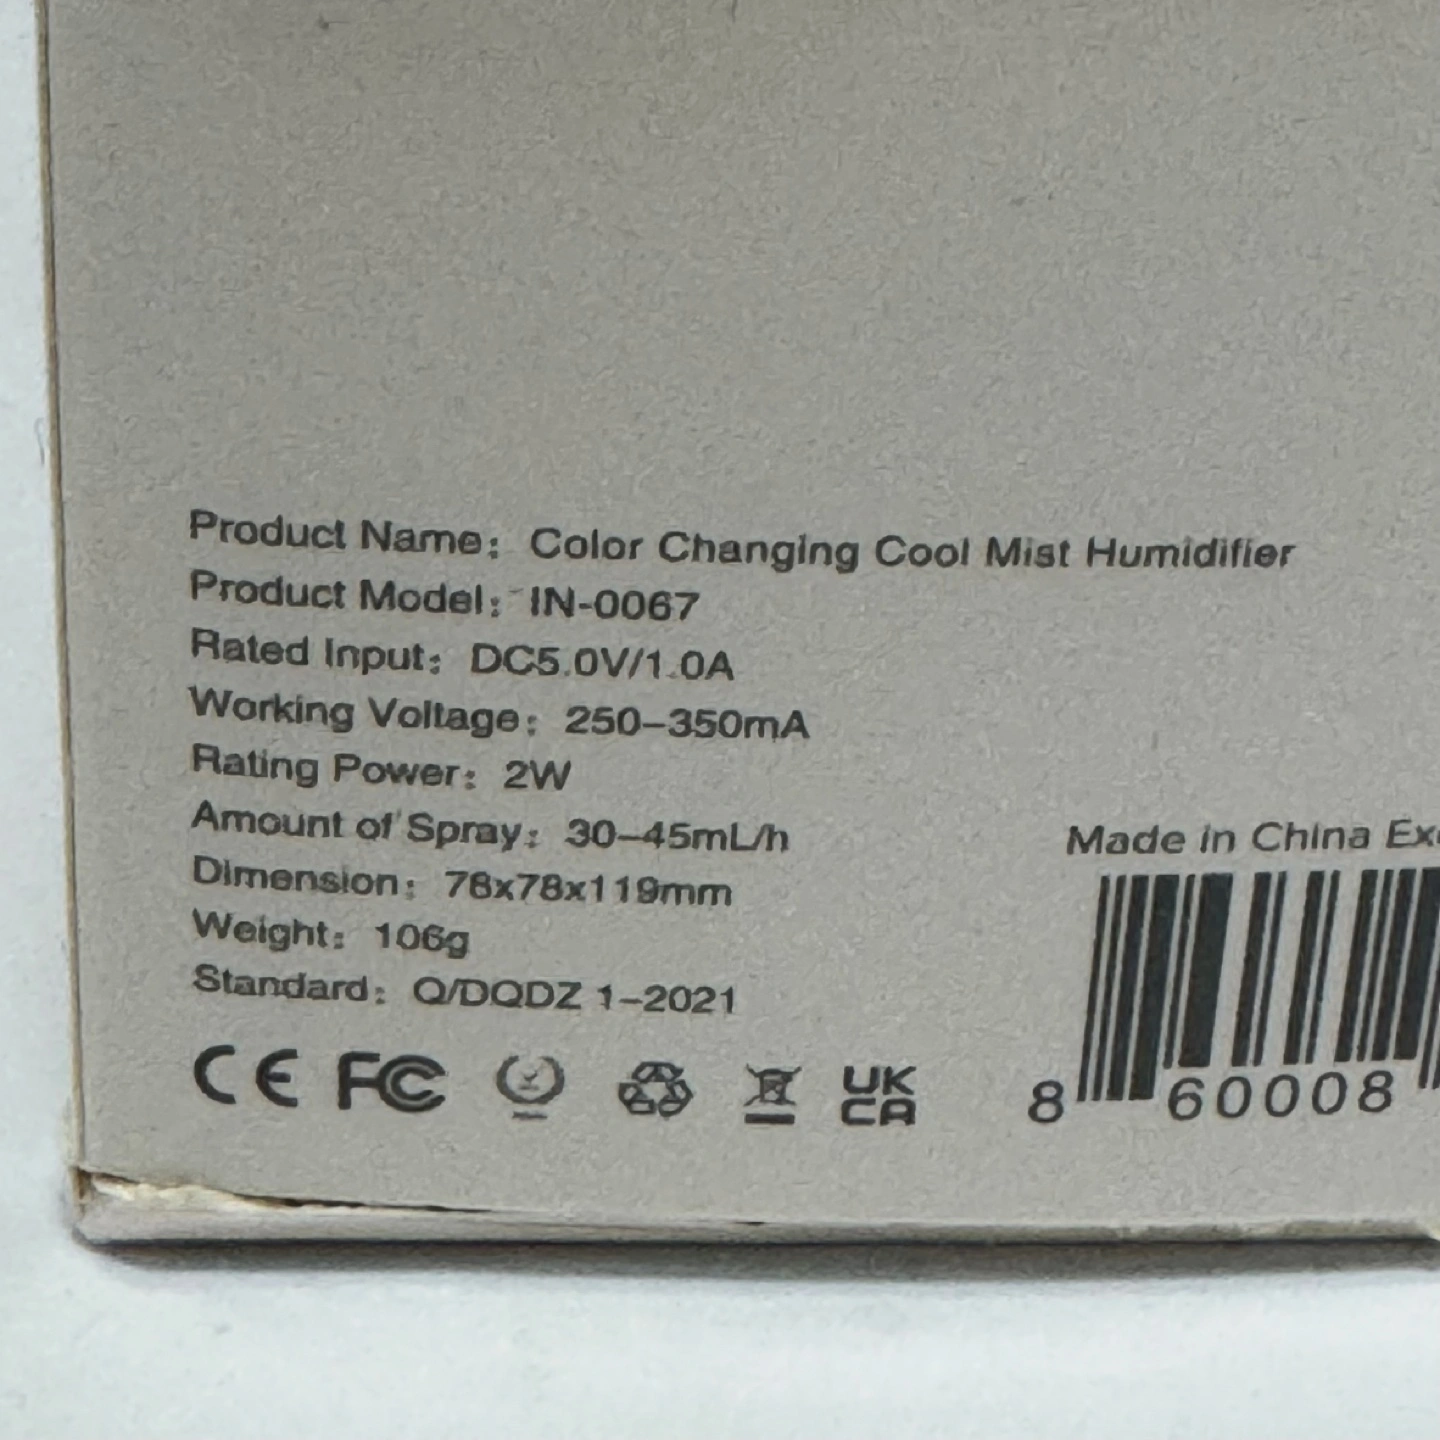 Product Name: Color Changing Cool Mist Humidifier
Product Model: IN-0067
Rated Input: DC5.0V/1.0A
Working Voltage: 250-350mA
Rating Power: 2W
Amount of Spray: 30-45mL/h
Dimension: 78x78x119mm
Weight: 106g
Standard: Q/DQDZ 1-2021
CE FC UK CA
Made in China
8 60008